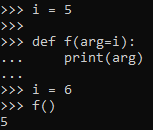 >>> i = 5
>>>
>>> def f(arg=i):
...     print(arg)
...
>>> i = 6
>>> f()
5